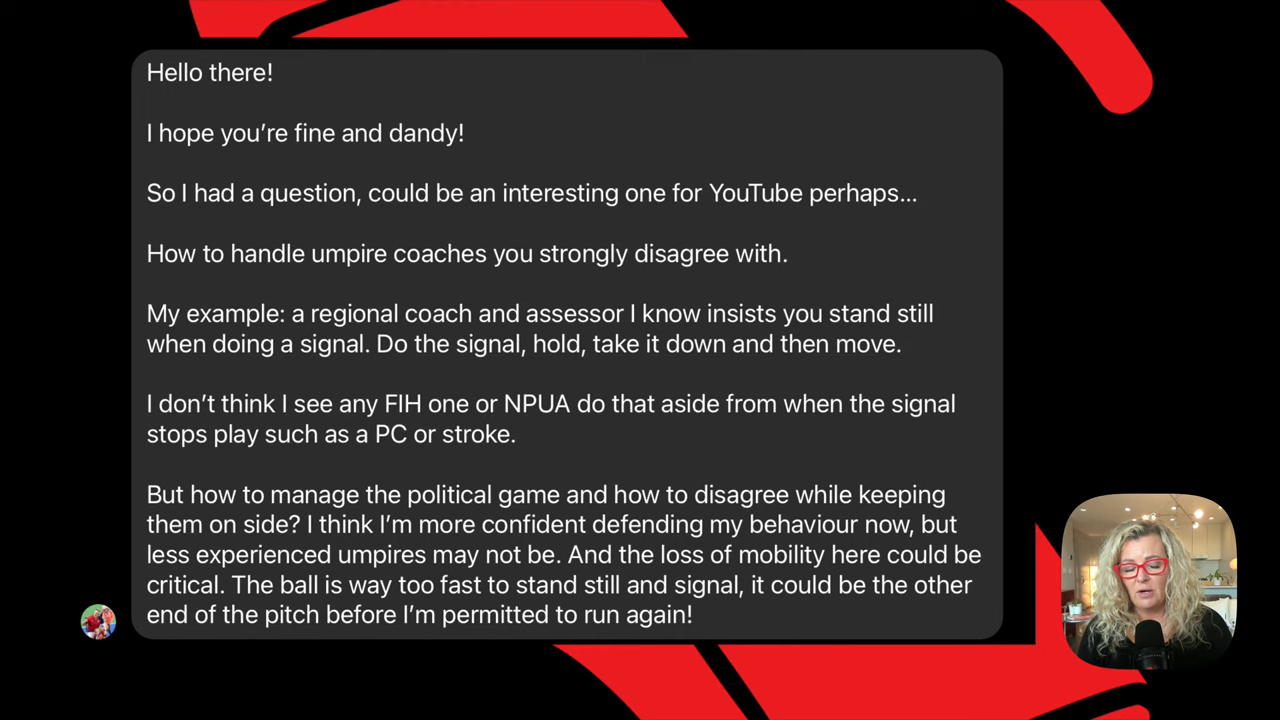 Hello there!
I hope you’re fine and dandy!
So I had a question, could be an interesting one for YouTube perhaps...
How to handle umpire coaches you strongly disagree with.
My example: a regional coach and assessor I know insists you stand still
when doing a signal. Do the signal, hold, take it down and then move.
I don’t think I see any FIH one or NPUA do that aside from when the signal
stops play such as a PC or stroke.
But how to manage the political game and how to disagree while keeping
them on side? I think I’m more confident defending my behaviour now, but
less experienced umpires may not be. And the loss of mobility here could be
critical. The ball is way too fast to stand still and signal, it could be the other
end of the pitch before I’m permitted to run again!